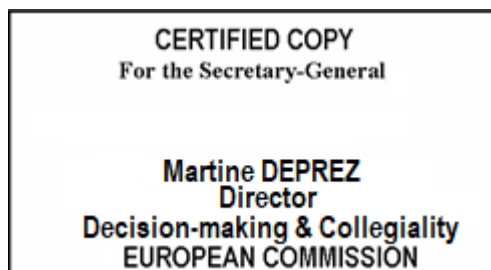 CERTIFIED COPY
For the Secretary-General
Martine DEPREZ
Director
Decision-making & Collegiality
EUROPEAN COMMISSION